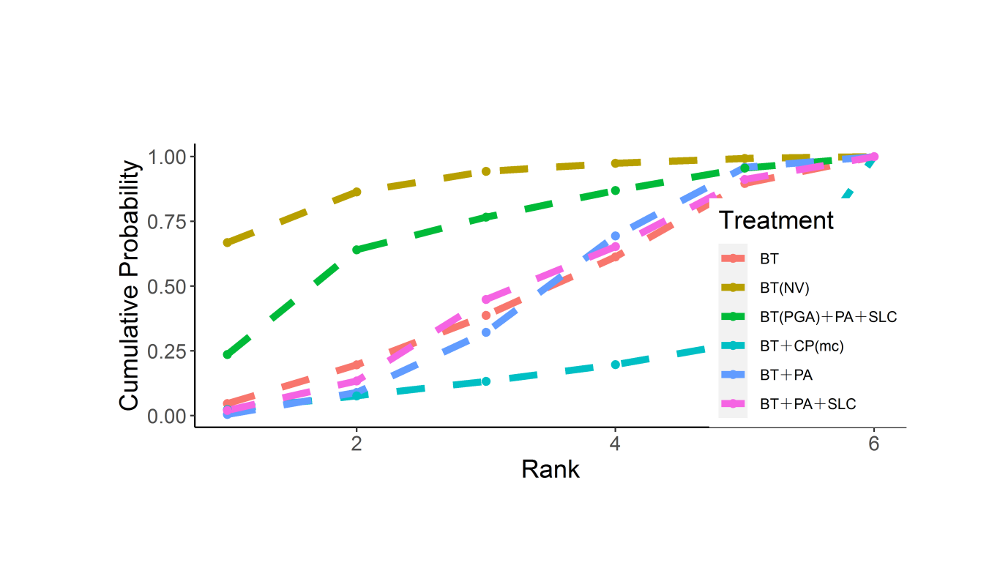 Cumulative Probability
1.00
0.75
0.50
0.25
0.00
2
4
6
Rank
Treatment
BT
BT(NV)
BT(PGA)＋PA＋SLC
BT＋CP(mc)
BT＋PA
BT＋PA＋SLC